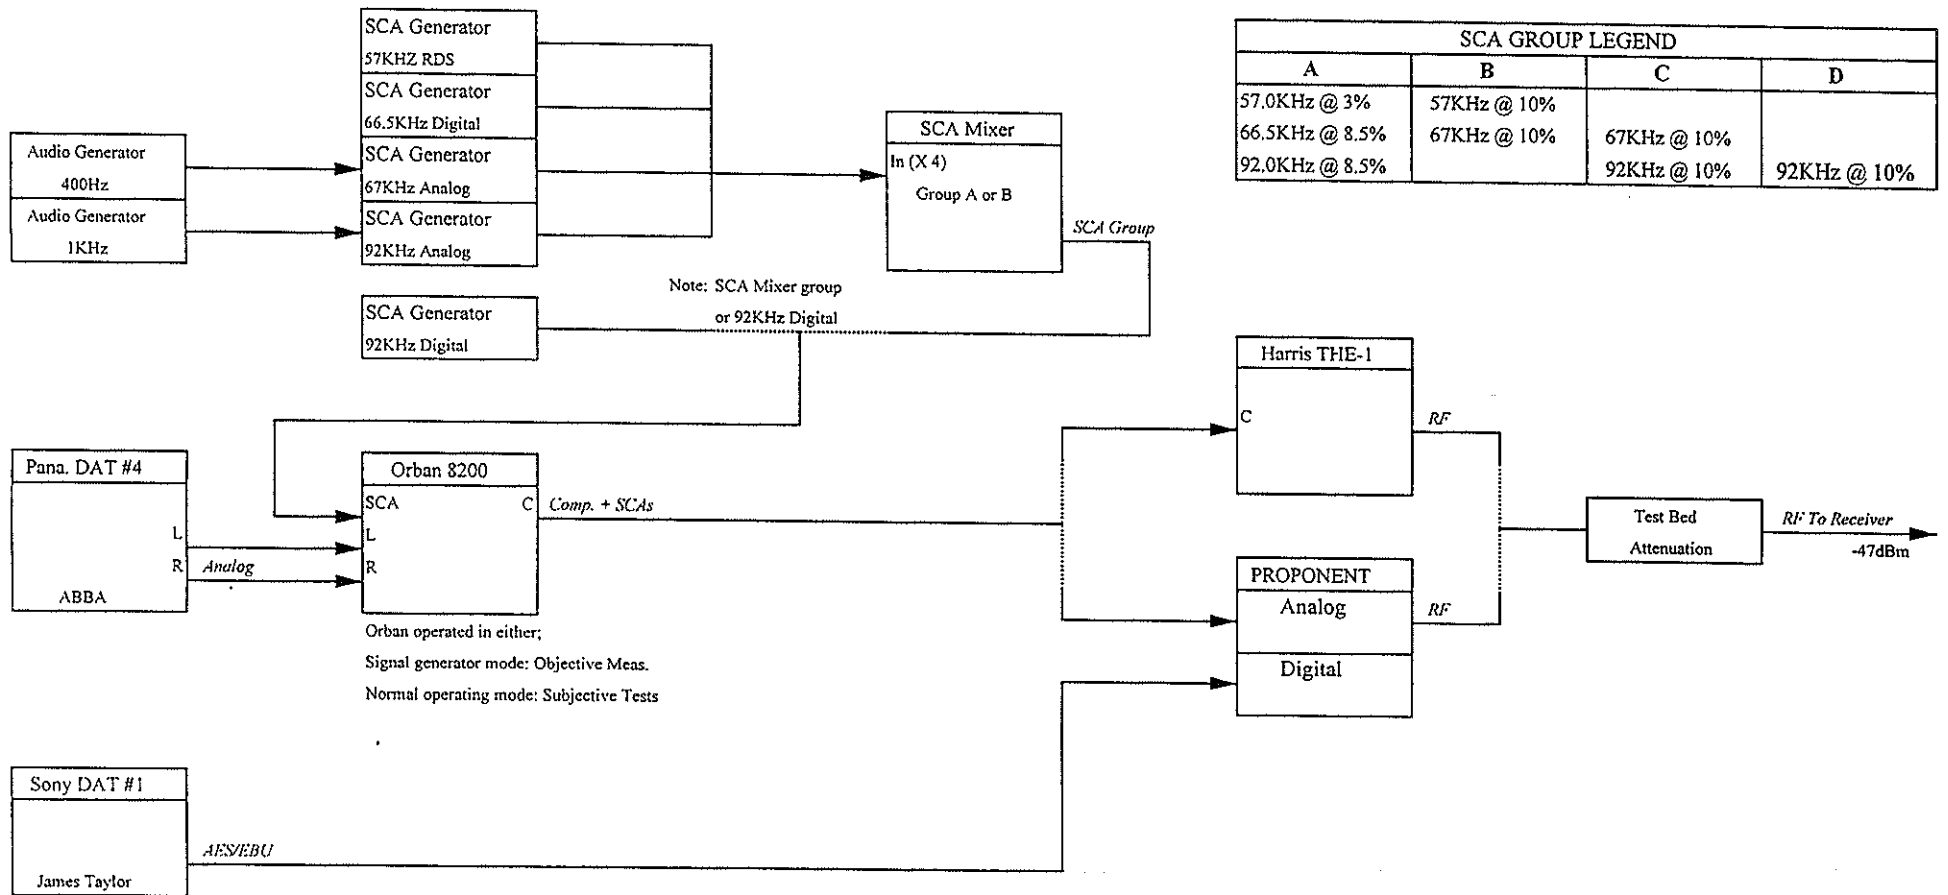 SCA Generator
57KHZ RDS
SCA Generator
66.5KHz Digital
SCA Generator
67KHz Analog
SCA Generator
92KHz Analog
Audio Generator
400Hz
Audio Generator
1KHz
SCA Mixer
In (X 4)
Group A or B
SCA Group
SCA GROUP LEGEND
A B C D
57.0KHz @ 3% 57KHz @ 10%
66.5KHz @ 8.5% 67KHz @ 10% 67KHz @ 10%
92.0KHz @ 8.5% 92KHz @ 10% 92KHz @ 10%
Note: SCA Mixer group
or 92KHz Digital
SCA Generator
92KHz Digital
Harris THE-1
C
RF
Pana. DAT #4
L
R
Analog
ABBA
Orban 8200
SCA
C
L
R
Comp. + SCAs
Orban operated in either;
Signal generator mode: Objective Meas.
Normal operating mode: Subjective Tests
PROPONENT
Analog
Digital
RF
Test Bed
Attenuation
RF To Receiver
-47dBm
Sony DAT #1
AES/EBU
James Taylor